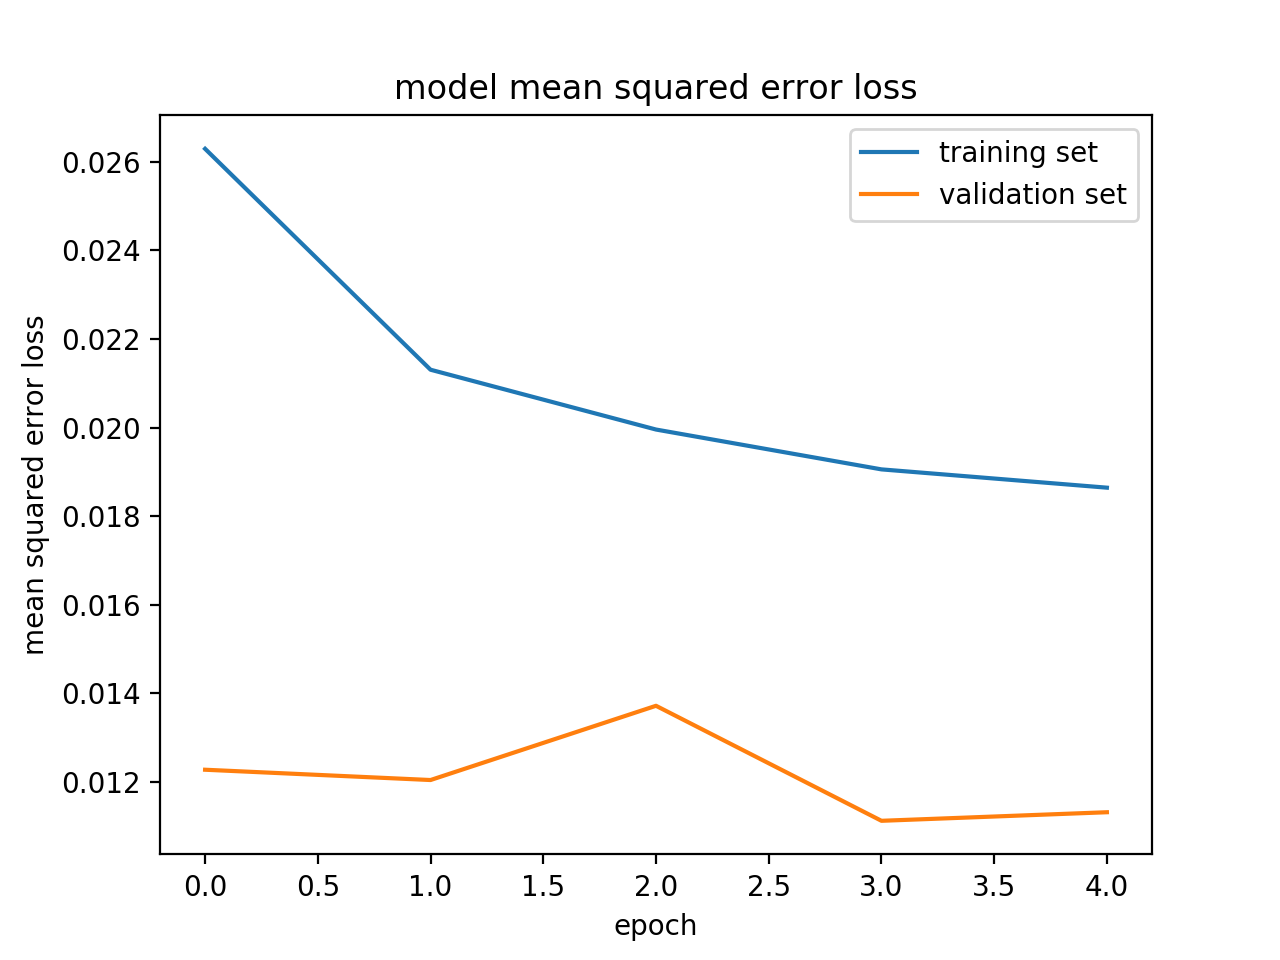 model mean squared error loss
training set
validation set
mean squared error loss
0.026
0.024
0.022
0.020
0.018
0.016
0.014
0.012
0.0 0.5 1.0 1.5 2.0 2.5 3.0 3.5 4.0
epoch